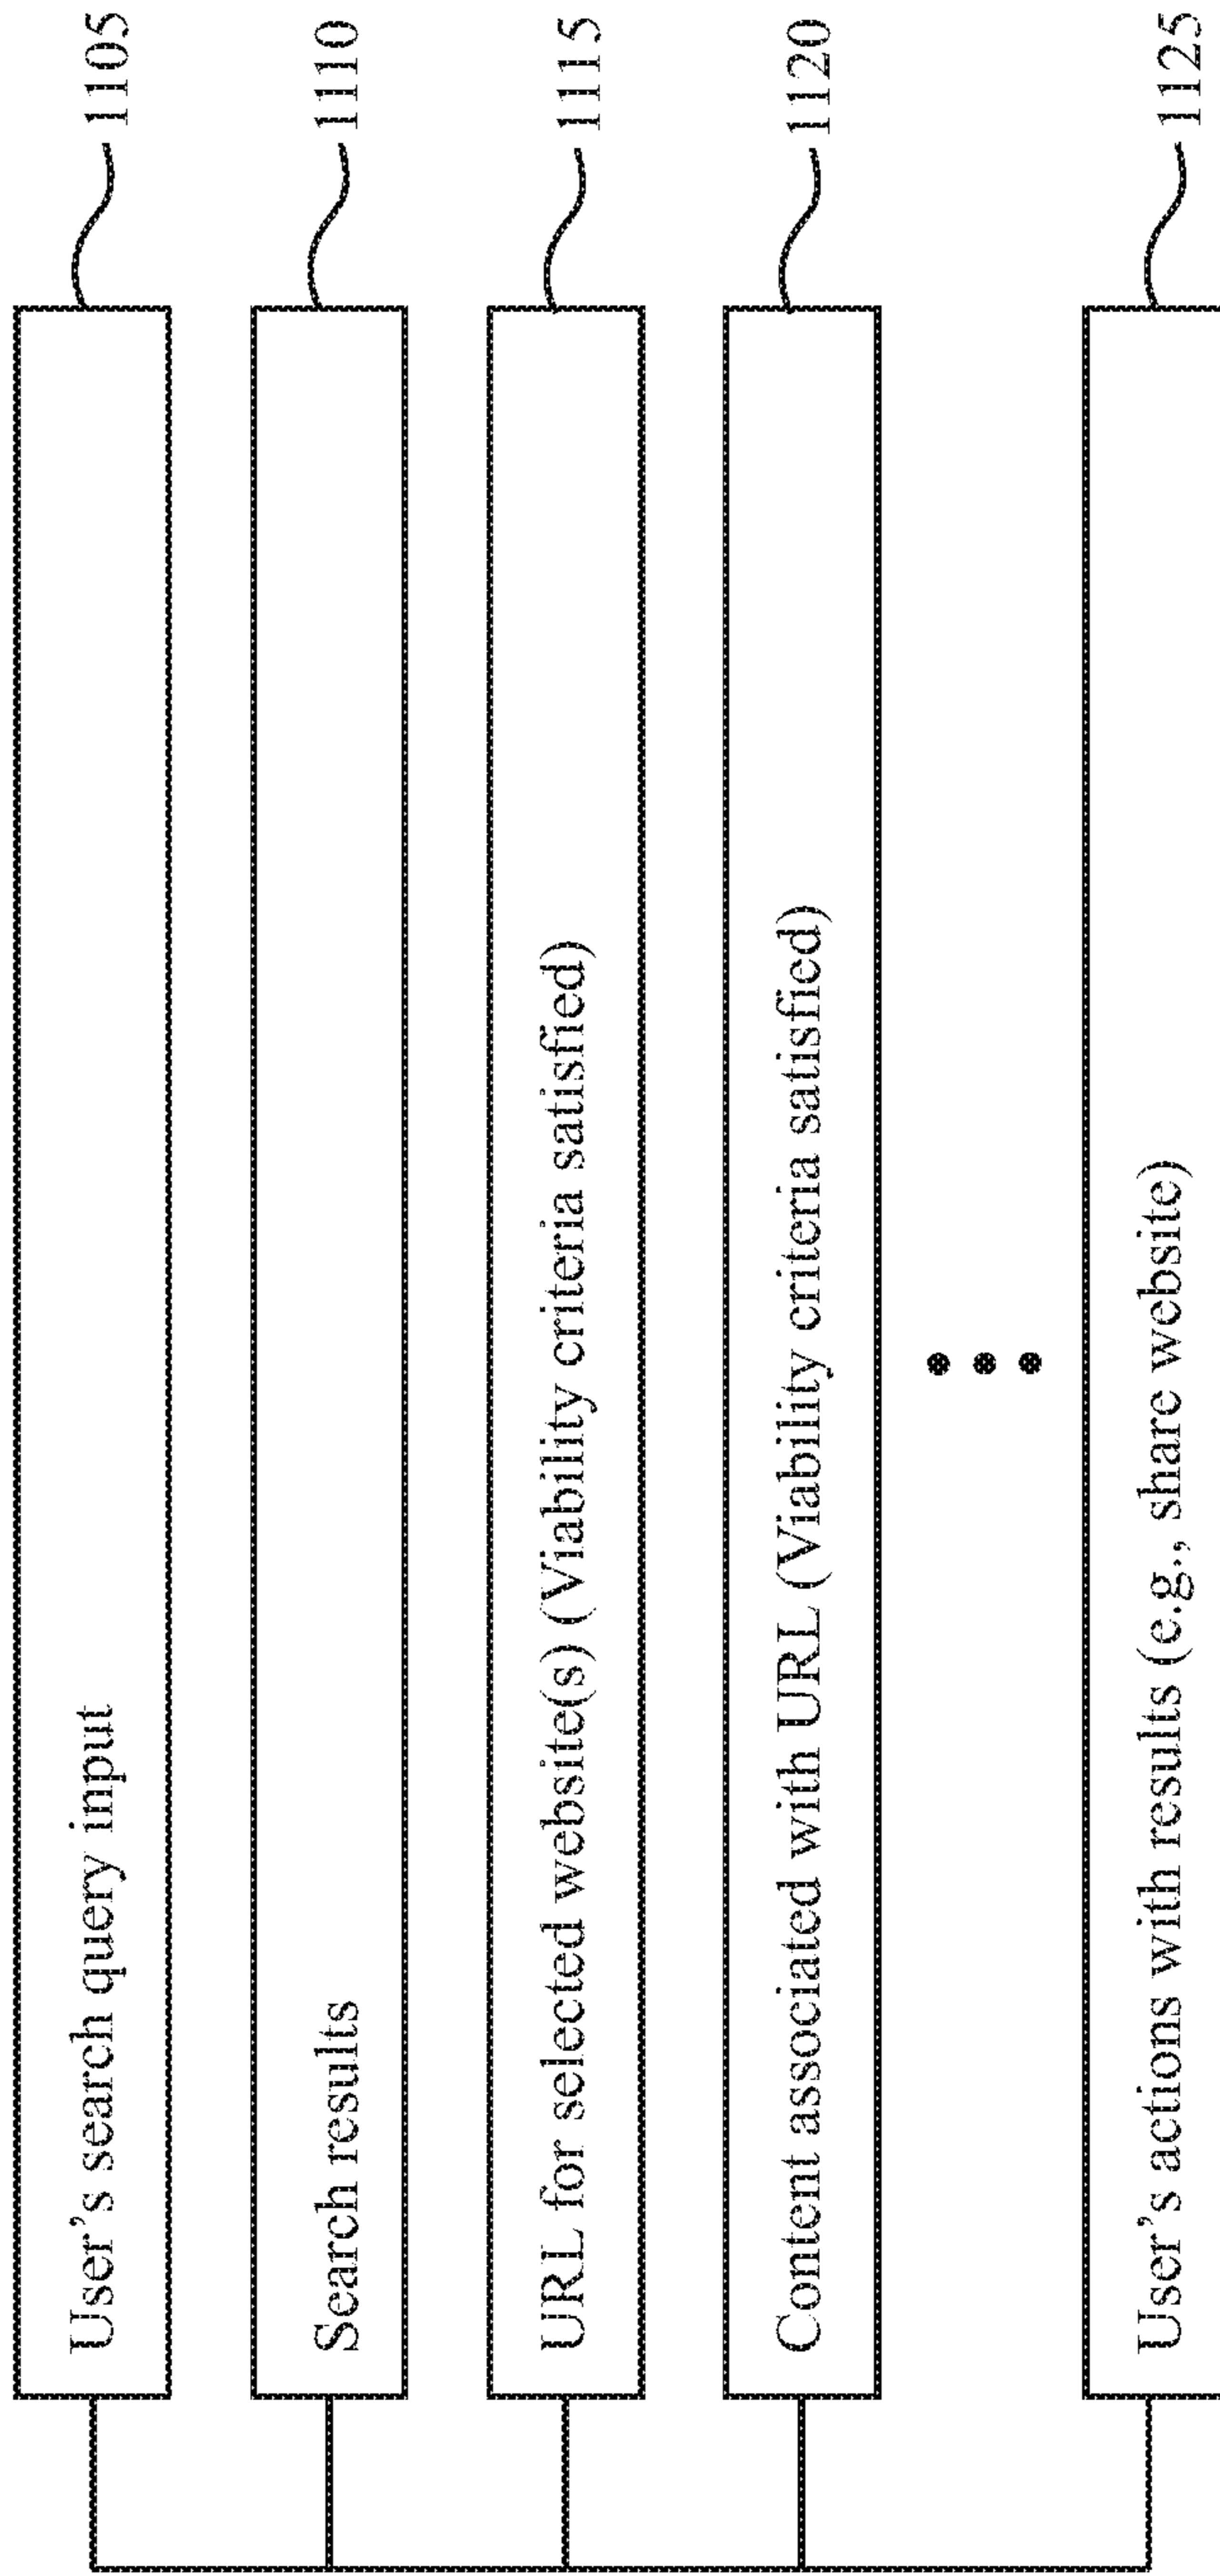 User's search query input
1105
Search results
1110
URL for selected website(s) (Viability criteria satisfied)
1115
Content associated with URL (Viability criteria satisfied)
1120
User's actions with results (e.g., share website)
1125